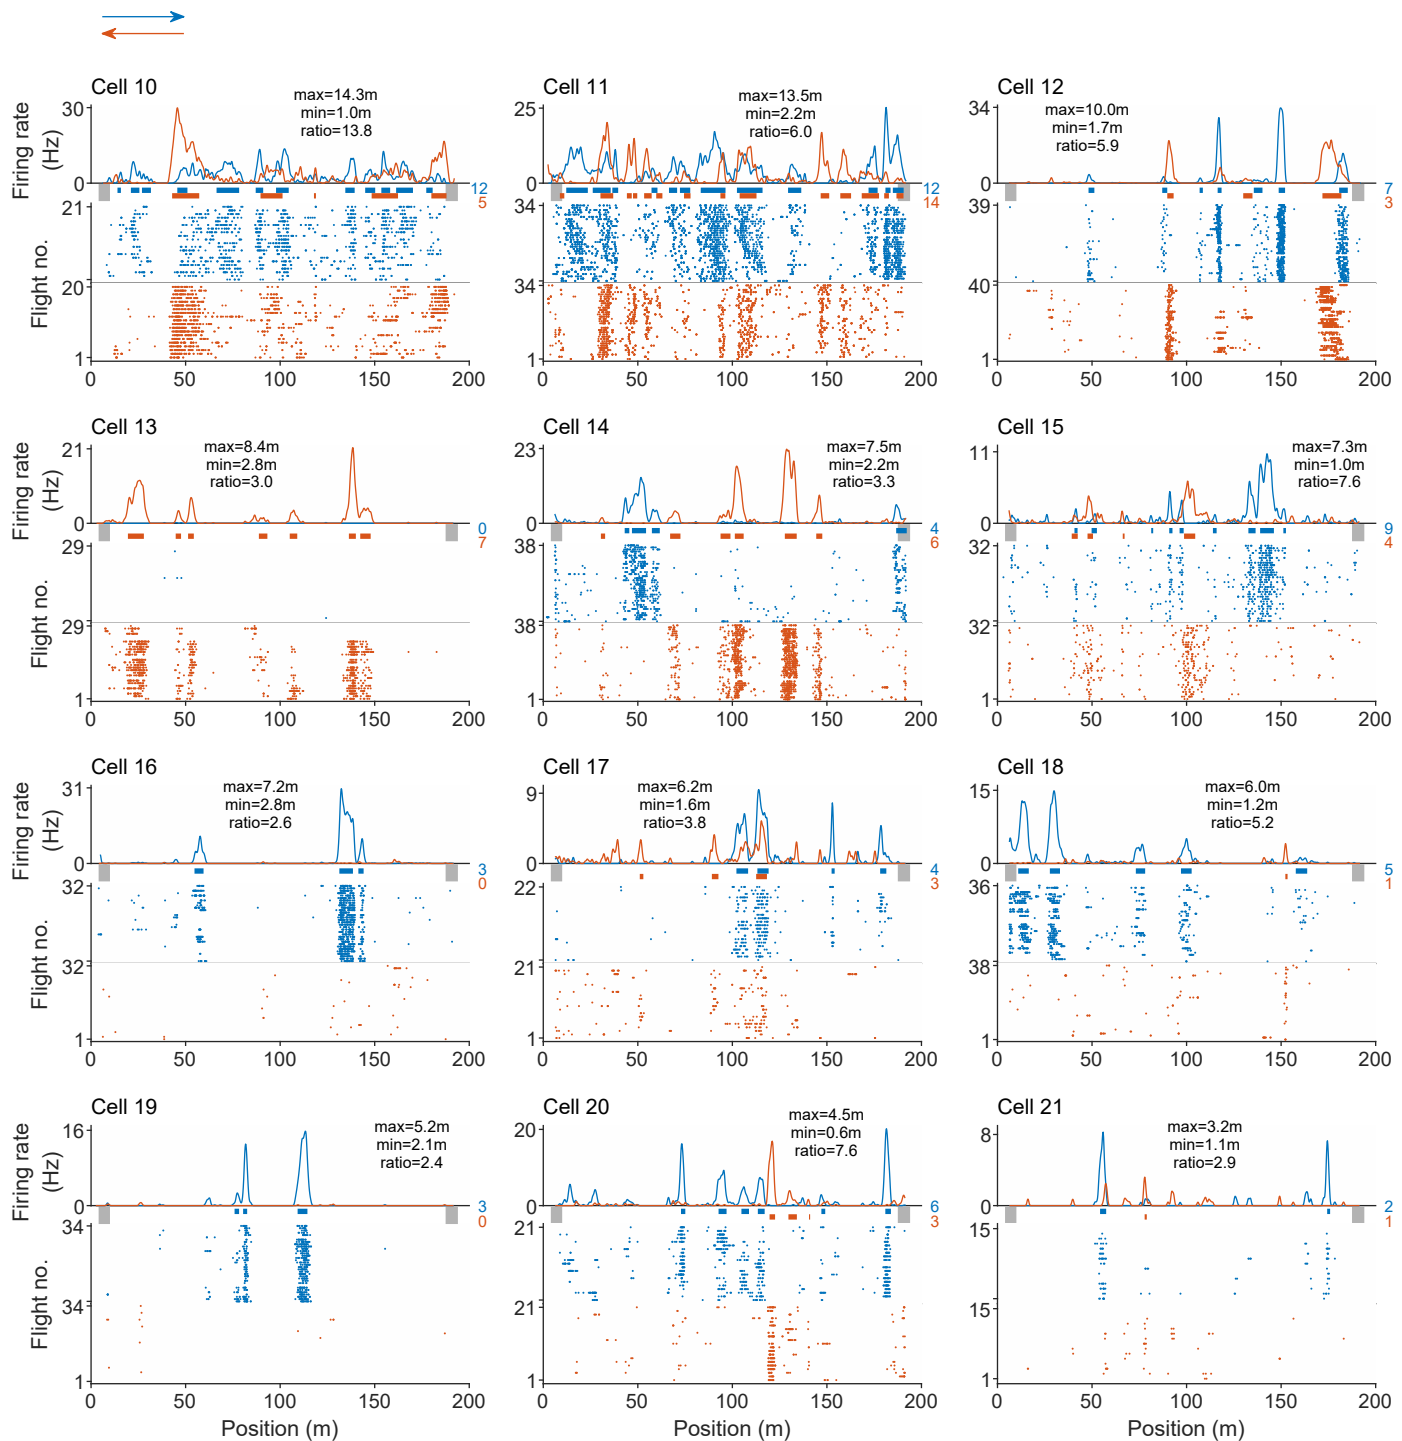 Cell 10
max=14.3m
min=1.0m
ratio=13.8
Firing rate
(Hz)
30
0
12
5
21
20
1
Flight no.
0 50 100 150 200
Cell 11
max=13.5m
min=2.2m
ratio=6.0
25
0
12
14
34
34
1
0 50 100 150 200
Cell 12
max=10.0m
min=1.7m
ratio=5.9
34
0
7
3
39
40
1
0 50 100 150 200
Cell 13
max=8.4m
min=2.8m
ratio=3.0
Firing rate
(Hz)
21
0
0
7
29
29
1
Flight no.
0 50 100 150 200
Cell 14
max=7.5m
min=2.2m
ratio=3.3
23
0
4
6
38
38
1
0 50 100 150 200
Cell 15
max=7.3m
min=1.0m
ratio=7.6
11
0
9
4
32
32
1
0 50 100 150 200
Cell 16
max=7.2m
min=2.8m
ratio=2.6
Firing rate
(Hz)
31
0
3
0
32
32
1
Flight no.
0 50 100 150 200
Cell 17
max=6.2m
min=1.6m
ratio=3.8
9
0
4
3
22
21
1
0 50 100 150 200
Cell 18
max=6.0m
min=1.2m
ratio=5.2
15
0
5
1
36
38
1
0 50 100 150 200
Cell 19
max=5.2m
min=2.1m
ratio=2.4
Firing rate
(Hz)
16
0
3
0
34
34
1
Flight no.
0 50 100 150 200
Position (m)
Cell 20
max=4.5m
min=0.6m
ratio=7.6
20
0
6
3
21
21
1
0 50 100 150 200
Position (m)
Cell 21
max=3.2m
min=1.1m
ratio=2.9
8
0
2
1
15
15
1
0 50 100 150 200
Position (m)